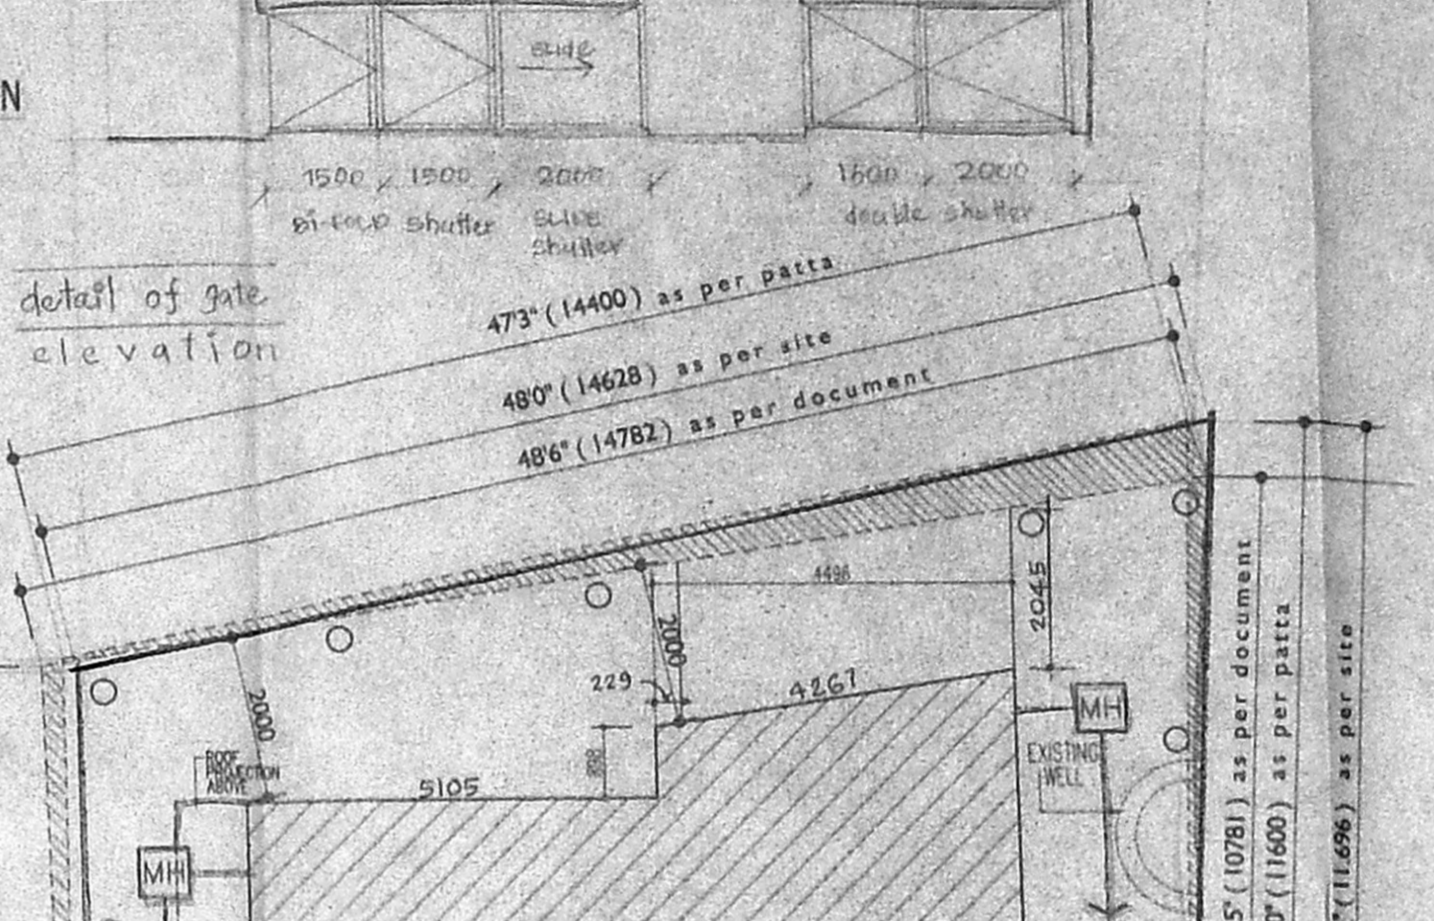 N
SLIDE
1500 1500 2000 1600 2000
Bi-FOLD shutter SLIDE shutter double shutter
detail of gate
elevation
47'3" (14400) as per patta
48'0" (14628) as per site
48'6" (14782) as per document
4498
2045
2000
229
4267
2000
5105
ROOF
PROJECTION
ABOVE
MH
EXISTING
WELL
MH
5" (10781) as per document
" (11600) as per patta
" (11.696) as per site